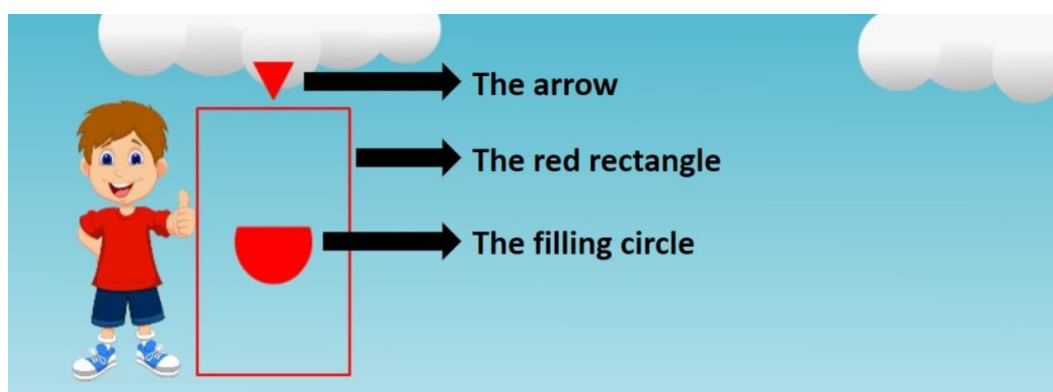 The arrow
The red rectangle
The filling circle